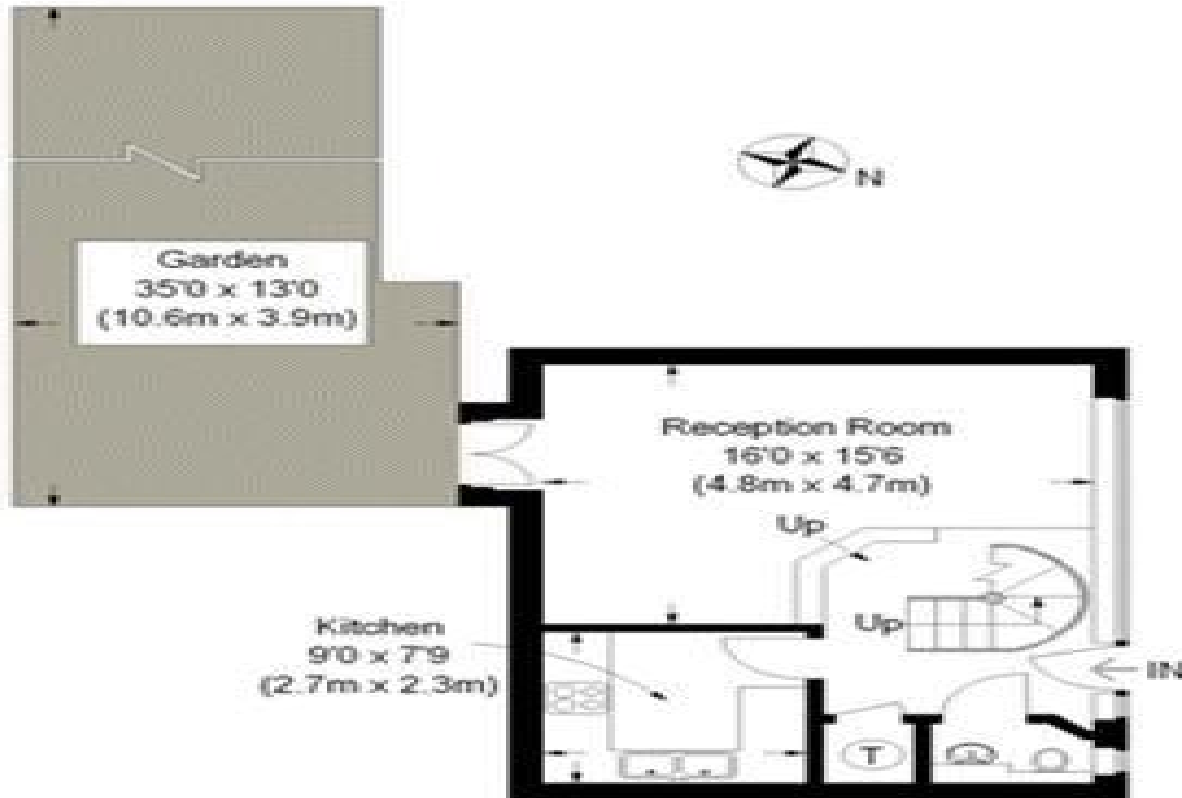 N
Garden
35'0 x 13'0
(10.6m x 3.9m)
Reception Room
16'0 x 15'6
(4.8m x 4.7m)
Up
Up
Kitchen
9'0 x 7'9
(2.7m x 2.3m)
IN
T